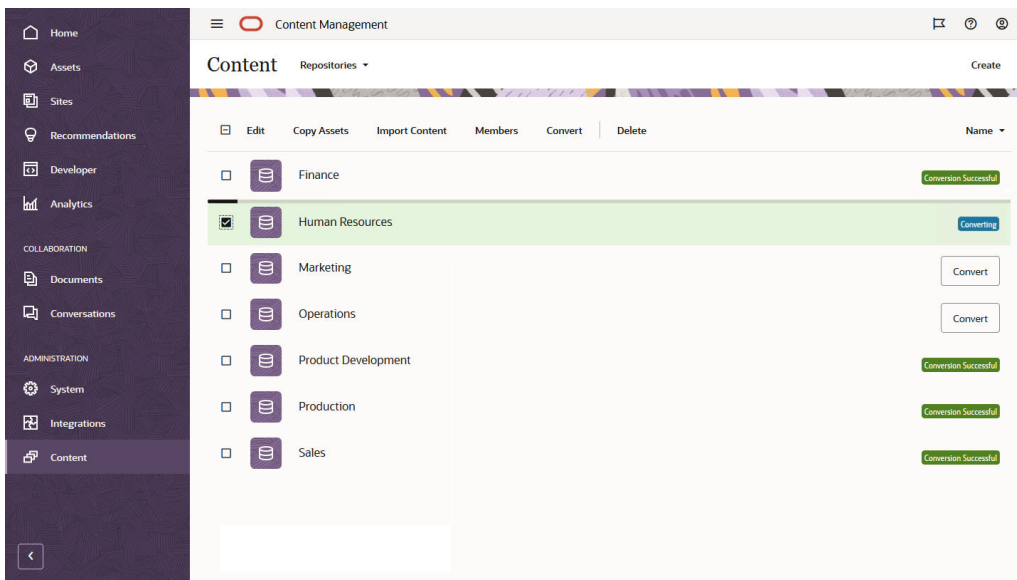 Home
Assets
Sites
Recommendations
Developer
Analytics
COLLABORATION
Documents
Conversations
ADMINISTRATION
System
Integrations
Content
Content Management
Content Repositories Create
Edit Copy Assets Import Content Members Convert Delete Name
Finance Conversion Successful
Human Resources Converting
Marketing Convert
Operations Convert
Product Development Conversion Successful
Production Conversion Successful
Sales Conversion Successful